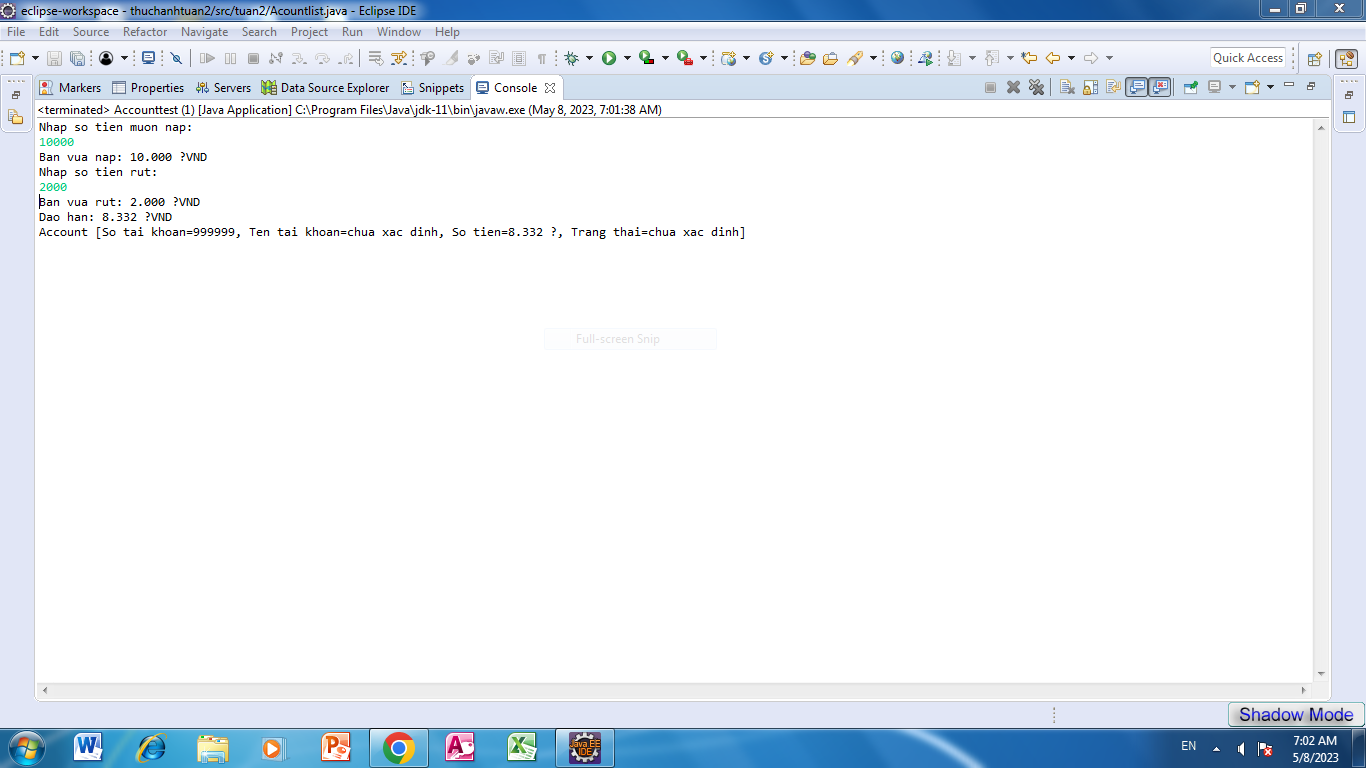 eclipse-workspace - thuchanhtuan2/src/tuan2/Acountlist.java - Eclipse IDE
File Edit Source Refactor Navigate Search Project Run Window Help
Quick Access
Markers Properties Servers Data Source Explorer Snippets Console
<terminated> Accounttest (1) [Java Application] C:\Program Files\Java\jdk-11\bin\javaw.exe (May 8, 2023, 7:01:38 AM)
Nhap so tien muon nap:
10000
Ban vua nap: 10.000 ?VND
Nhap so tien rut:
2000
Ban vua rut: 2.000 ?VND
Dao han: 8.332 ?VND
Account [So tai khoan=999999, Ten tai khoan=chua xac dinh, So tien=8.332 ?, Trang thai=chua xac dinh]
Full-screen Snip
Shadow Mode
Java EE
IDE
EN
7:02 AM
5/8/2023